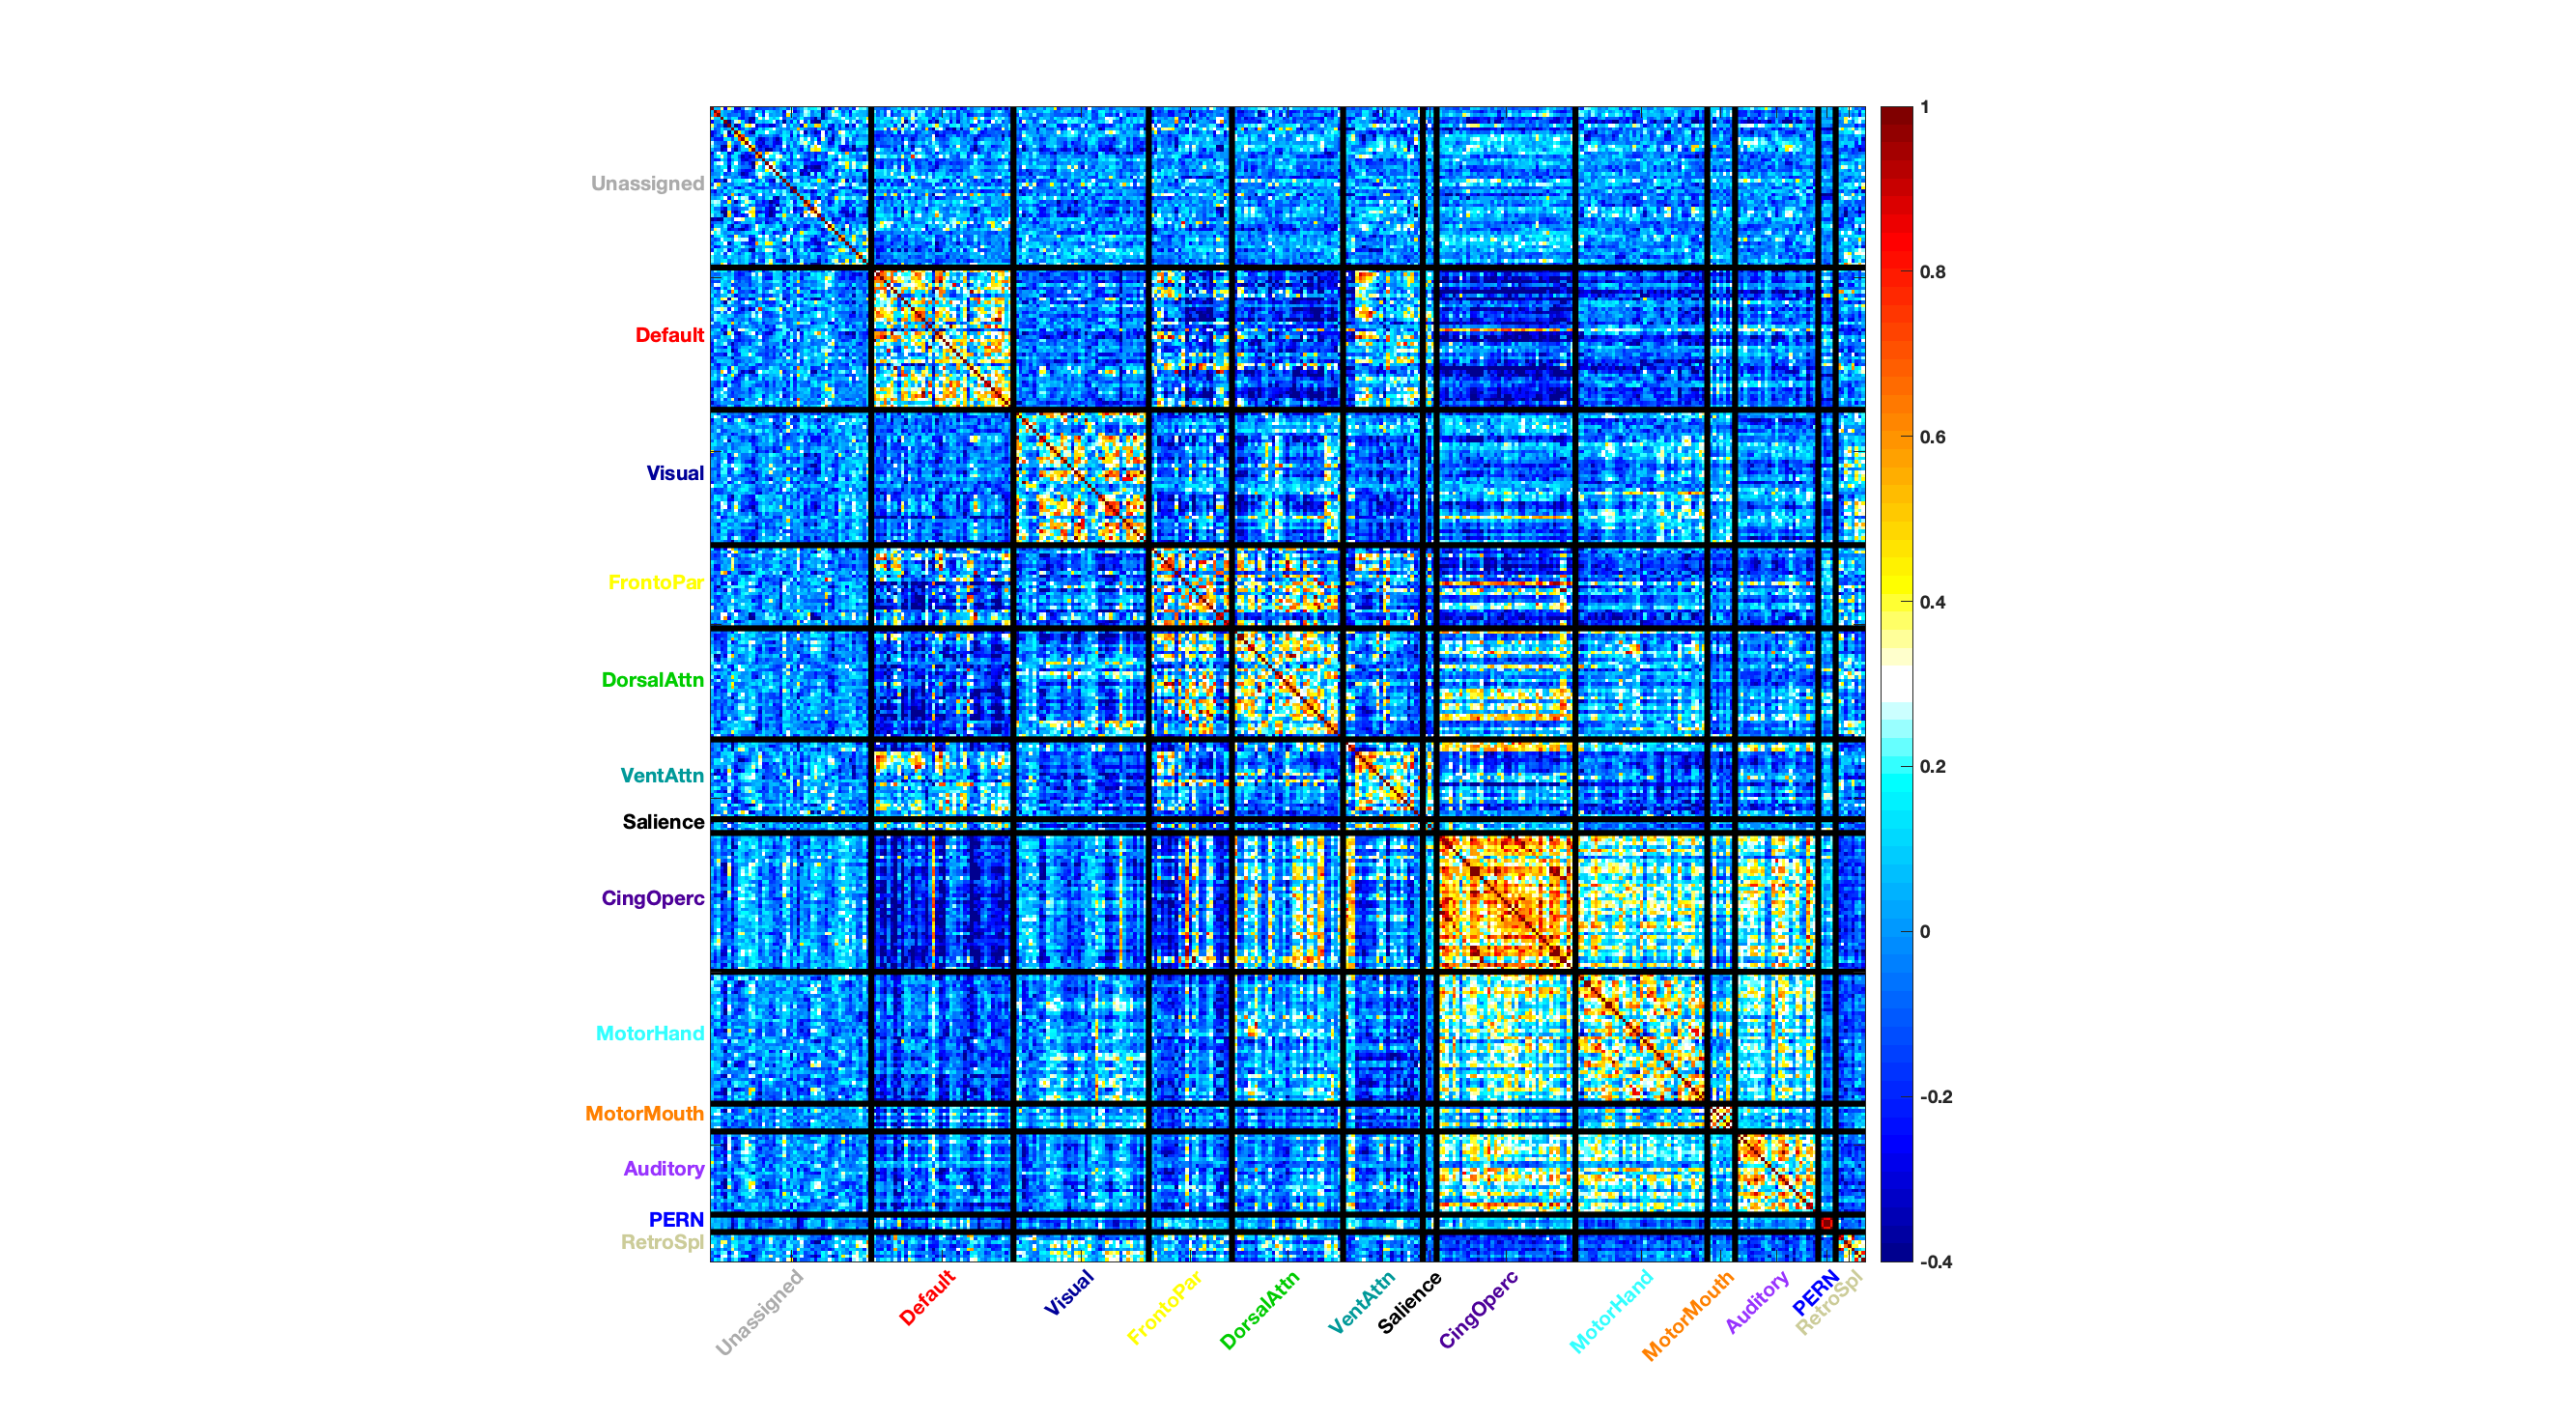 Unassigned
Default
Visual
FrontoPar
DorsalAttn
VentAttn
Salience
CingOperc
MotorHand
MotorMouth
Auditory
PERN
RetroSpl
Unassigned
Default
Visual
FrontoPar
DorsalAttn
VentAttn
Salience
CingOperc
MotorHand
MotorMouth
Auditory
PERN
RetroSpl
1
0.8
0.6
0.4
0.2
0
-0.2
-0.4